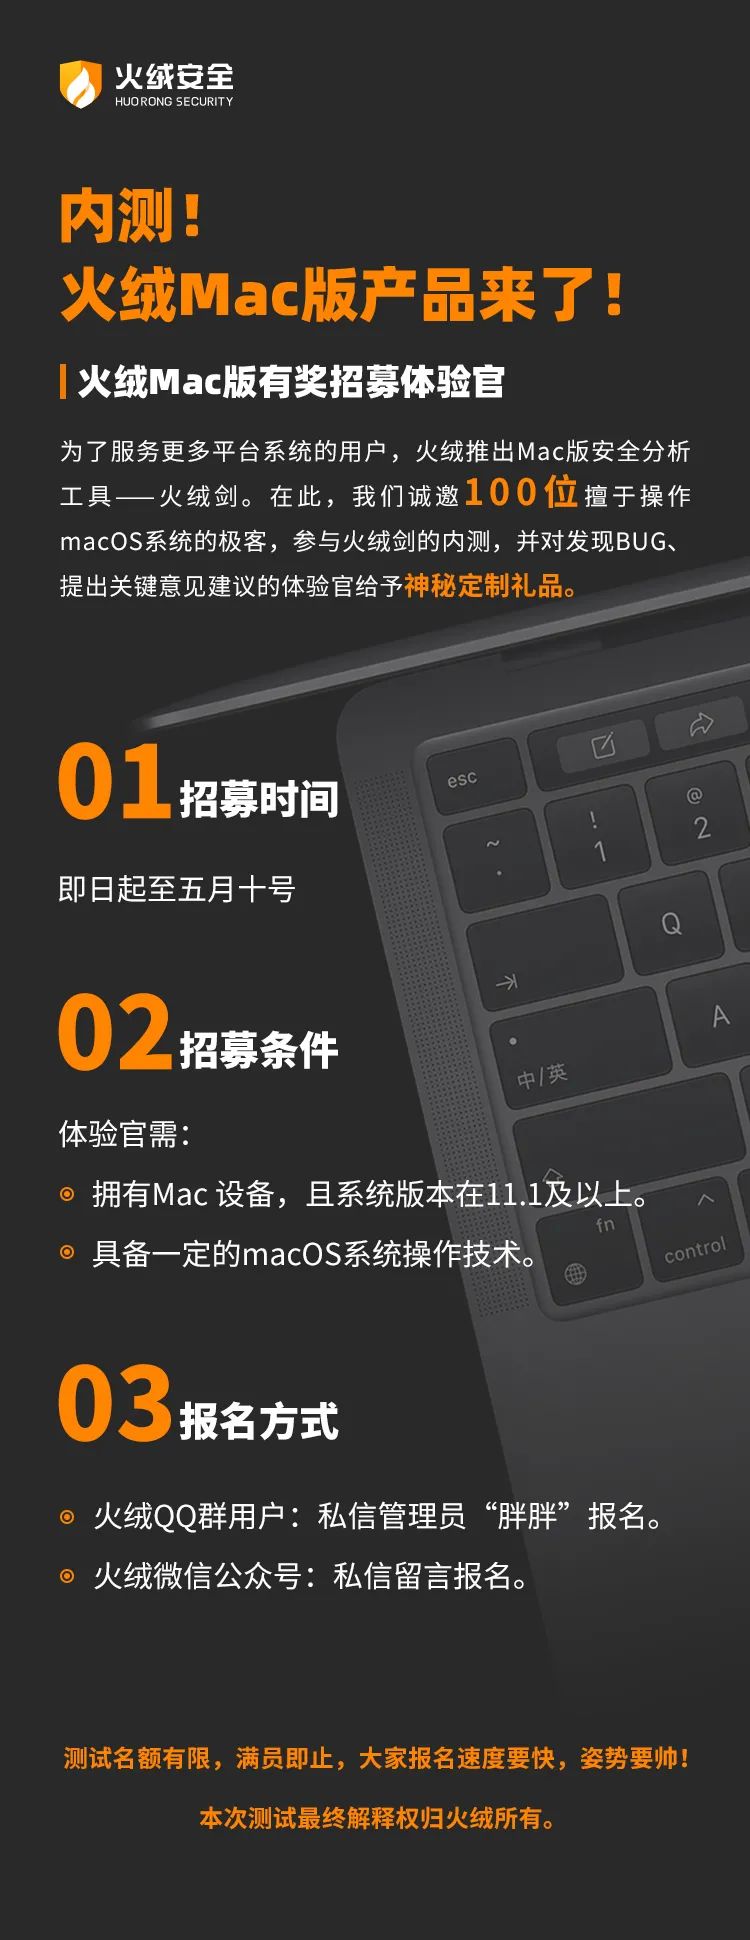 火绒安全
HUORONG SECURITY
内测！
火绒Mac版产品来了！
火绒Mac版有奖招募体验官
为了服务更多平台系统的用户，火绒推出Mac版安全分析
工具——火绒剑。在此，我们诚邀100位擅于操作
macOS系统的极客，参与火绒剑的内测，并对发现BUG、
提出关键意见建议的体验官给予神秘定制礼品。
esc
01 招募时间
~ ! 1 @ 2
即日起至五月十号
Q
02 招募条件
A
中/英
体验官需：
拥有Mac 设备，且系统版本在11.1及以上。
fn
control
具备一定的macOS系统操作技术。
03 报名方式
火绒QQ群用户：私信管理员“胖胖”报名。
火绒微信公众号：私信留言报名。
测试名额有限，满员即止，大家报名速度要快，姿势要帅！
本次测试最终解释权归火绒所有。